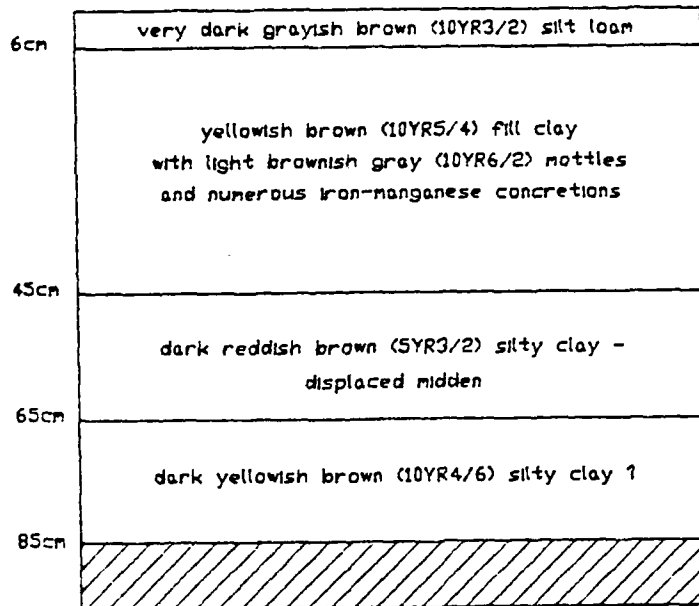 very dark grayish brown (10YR3/2) silt loam
6cm
yellowish brown (10YR5/4) fill clay
with light brownish gray (10YR6/2) mottles
and numerous iron-manganese concretions
45cm
dark reddish brown (5YR3/2) silty clay -
displaced midden
65cm
dark yellowish brown (10YR4/6) silty clay ?
85cm